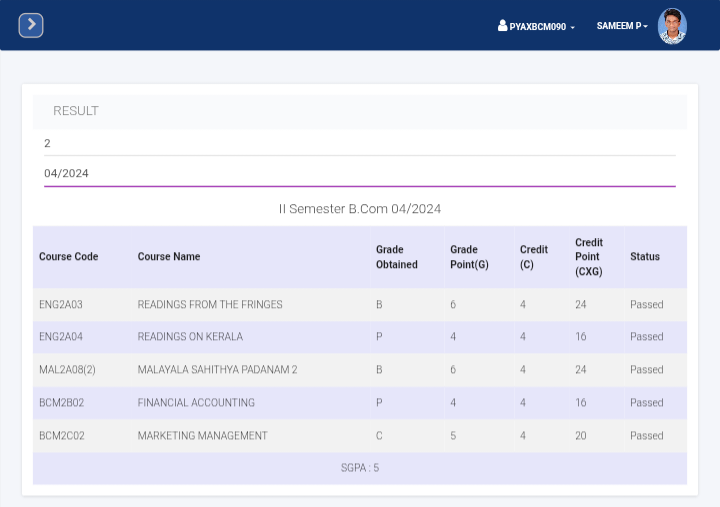 PYAXBCM090
SAMEEM P
RESULT
2
04/2024
II Semester B.Com 04/2024
Course Code Course Name Grade Obtained Grade Point(G) Credit (C) Credit Point (CXG) Status
ENG2A03 READINGS FROM THE FRINGES B 6 4 24 Passed
ENG2A04 READINGS ON KERALA P 4 4 16 Passed
MAL2A08(2) MALAYALA SAHITHYA PADANAM 2 B 6 4 24 Passed
BCM2B02 FINANCIAL ACCOUNTING P 4 4 16 Passed
BCM2C02 MARKETING MANAGEMENT C 5 4 20 Passed
SGPA : 5